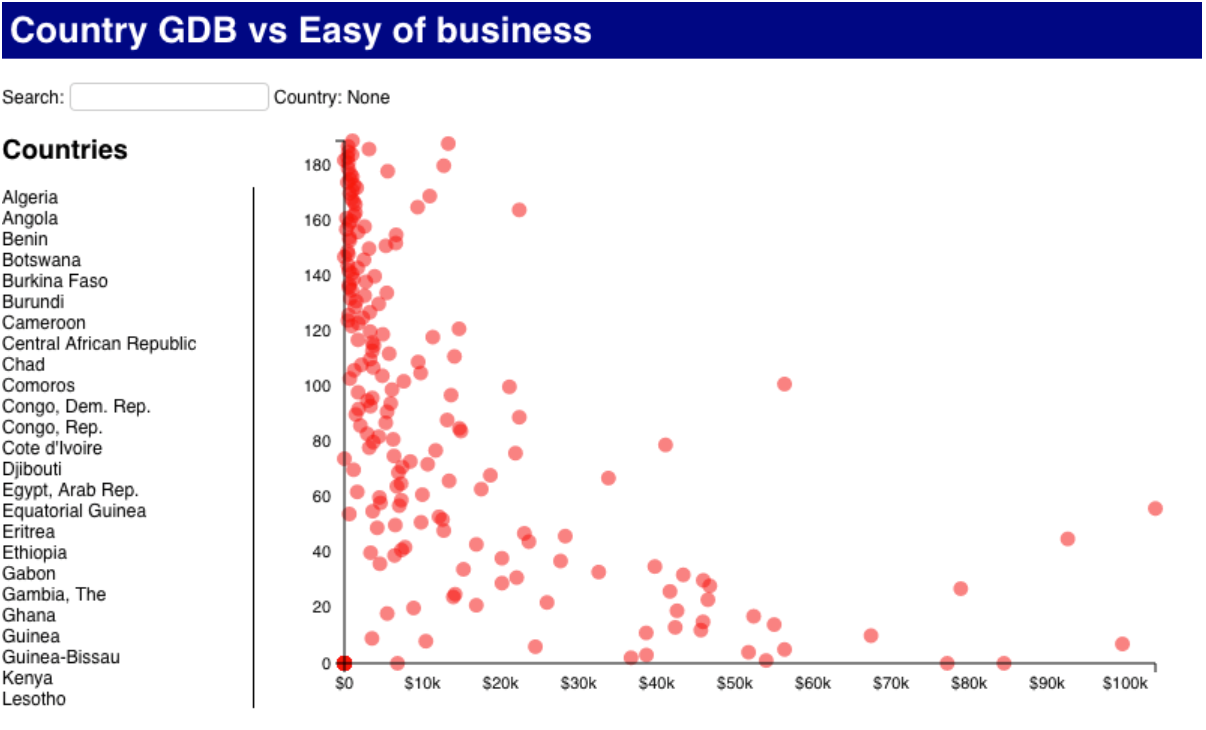 Country GDB vs Easy of business
Search: Country: None
Countries
Algeria
Angola
Benin
Botswana
Burkina Faso
Burundi
Cameroon
Central African Republic
Chad
Comoros
Congo, Dem. Rep.
Congo, Rep.
Cote d'Ivoire
Djibouti
Egypt, Arab Rep.
Equatorial Guinea
Eritrea
Ethiopia
Gabon
Gambia, The
Ghana
Guinea
Guinea-Bissau
Kenya
Lesotho
180
160
140
120
100
80
60
40
20
0
$0 $10k $20k $30k $40k $50k $60k $70k $80k $90k $100k